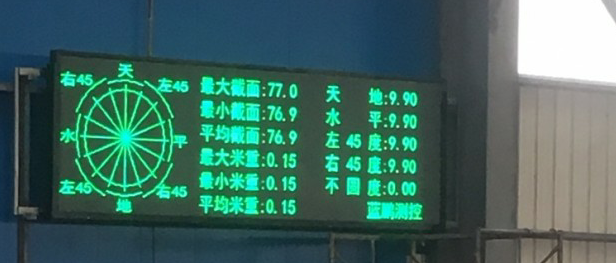 天
右45 左45
水 平
左45 右45
地
最大截面:77.0
最小截面:76.9
平均截面:76.9
最大米重:0.15
最小米重:0.15
平均米重:0.15
天 地:9.90
水 平:9.90
左 45 度:9.90
右 45 度:9.90
不 圆 度:0.00
蓝鹏测控